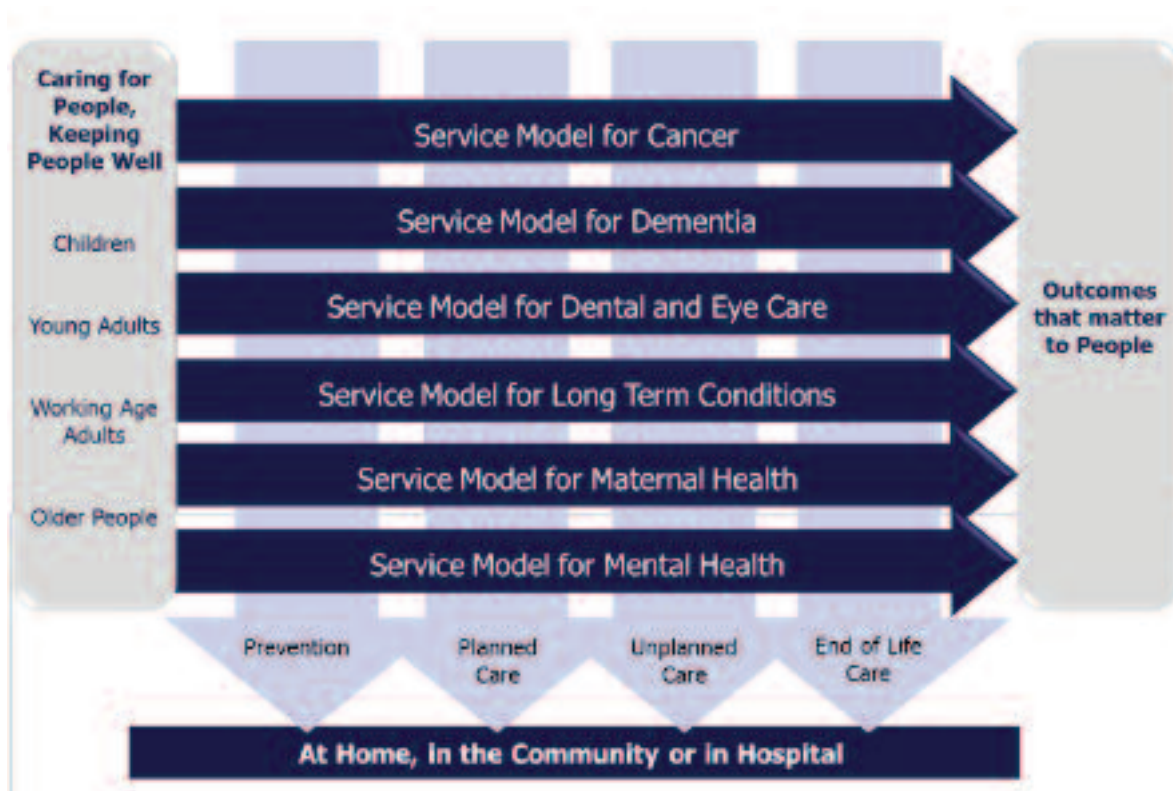 Caring for
People,
Keeping
People Well
Children
Young Adults
Working Age
Adults
Older People
Service Model for Cancer
Service Model for Dementia
Service Model for Dental and Eye Care
Service Model for Long Term Conditions
Service Model for Maternal Health
Service Model for Mental Health
Outcomes
that matter
to People
Prevention
Planned
Care
Unplanned
Care
End of Life
Care
At Home, in the Community or in Hospital